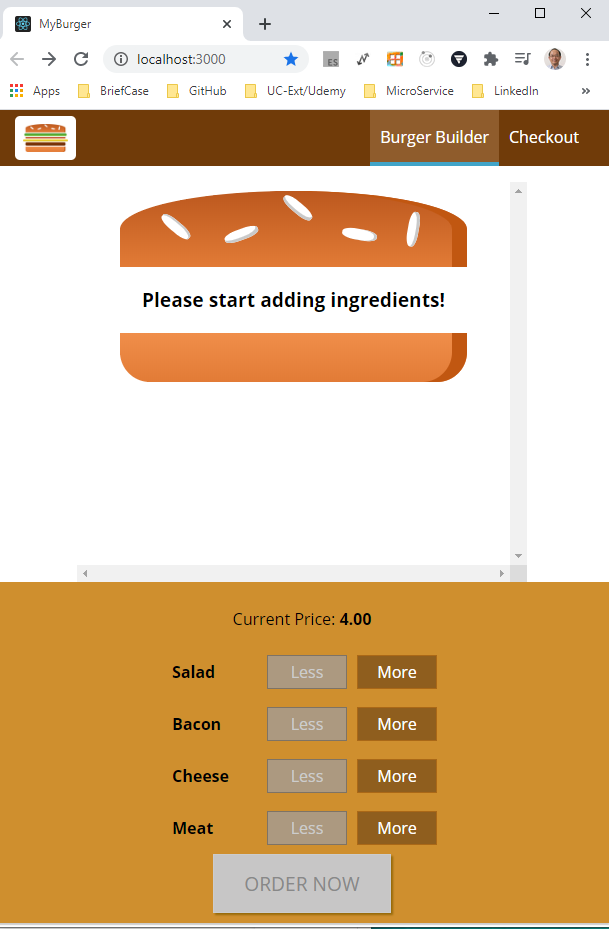 MyBurger
localhost:3000
ES
Apps BriefCase GitHub UC-Ext/Udemy MicroService LinkedIn »
Burger Builder Checkout
Please start adding ingredients!
Current Price: 4.00
Salad Less More
Bacon Less More
Cheese Less More
Meat Less More
ORDER NOW